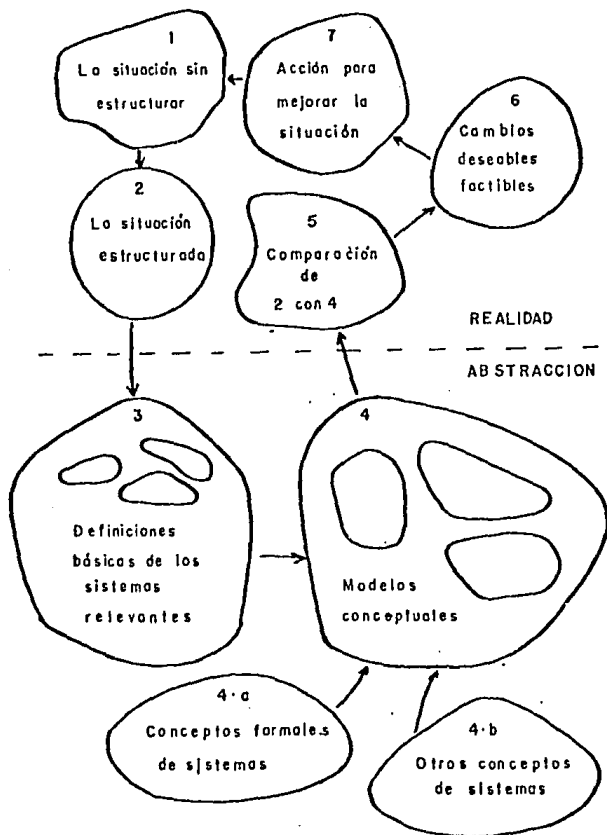 1
La situación sin
estructurar
2
La situación
estructurada
7
Acción para
mejorar la
situación
6
Cambios
deseables
factibles
5
Comparación
de
2 con 4
REALIDAD
ABSTRACCION
3
Definiciones
básicas de los
sistemas
relevantes
4
Modelos
conceptuales
4·a
Conceptos formales
de sistemas
4·b
Otros conceptos
de sistemas